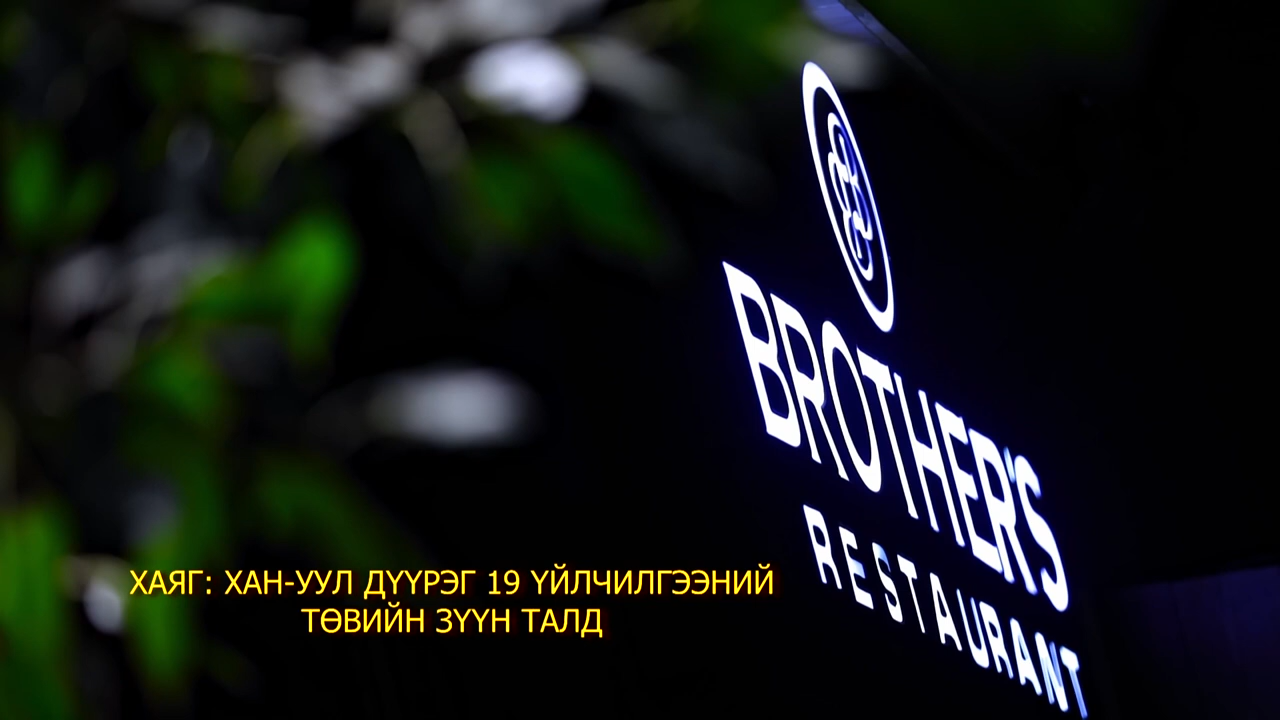 BROTHER'S
RESTAURANT
ХАЯГ: ХАН-УУЛ ДҮҮРЭГ 19 ҮЙЛЧИЛГЭЭНИЙ
ТӨВИЙН ЗҮҮН ТАЛД